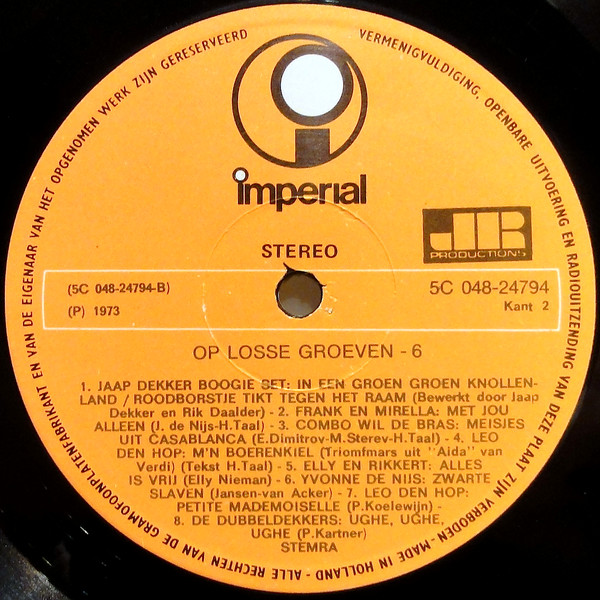 VERMENIGVULDIGING, OPENBARE UITVOERING EN RADIOUITZENDING VAN DEZE PLAAT ZIJN VERBODEN - MADE IN HOLLAND - ALLE RECHTEN VAN DE GRAMOFOONPLATENFABRIKANT EN VAN DE EIGENAAR VAN HET OPGENOMEN WERK ZIJN GERESERVEERD
imperial
STEREO
JR
PRODUCTIONS
(5C 048-24794-B)
5C 048-24794
(P) 1973
Kant 2
OP LOSSE GROEVEN - 6
1. JAAP DEKKER BOOGIE SET: IN EEN GROEN GROEN KNOLLEN-
LAND / ROODBORSTJE TIKT TEGEN HET RAAM (Bewerkt door Jaap
Dekker en Rik Daalder) - 2. FRANK EN MIRELLA: MET JOU
ALLEEN (J. de Nijs-H.Taal) - 3. COMBO WIL DE BRAS: MEISJES
UIT CASABLANCA (E.Dimitrov-M.Sterev-H.Taal) - 4. LEO
DEN HOP: M'N BOERENKIEL (Triomfmars uit ''Aida'' van
Verdi) (Tekst H.Taal) - 5. ELLY EN RIKKERT: ALLES
IS VRIJ (Elly Nieman) - 6. YVONNE DE NIJS: ZWARTE
SLAVEN (Jansen-van Acker) - 7. LEO DEN HOP:
PETITE MADEMOISELLE (P.Koelewijn) -
8. DE DUBBELDEKKERS: UGHE, UGHE,
UGHE (P.Kartner)
STEMRA